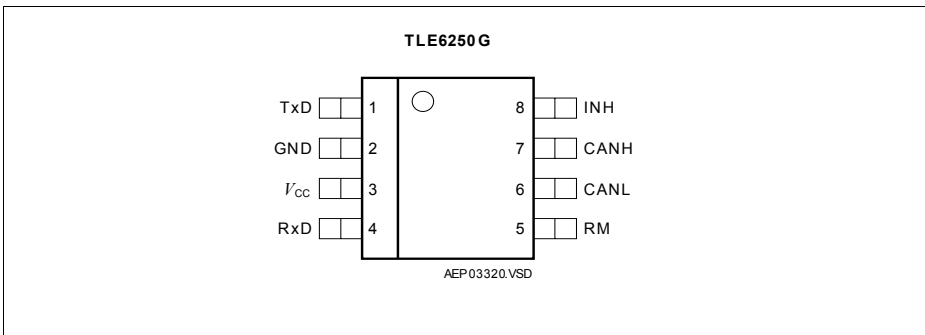 TLE6250G
TxD 1 8 INH
GND 2 7 CANH
VCC 3 6 CANL
RxD 4 5 RM
AEP03320.VSD